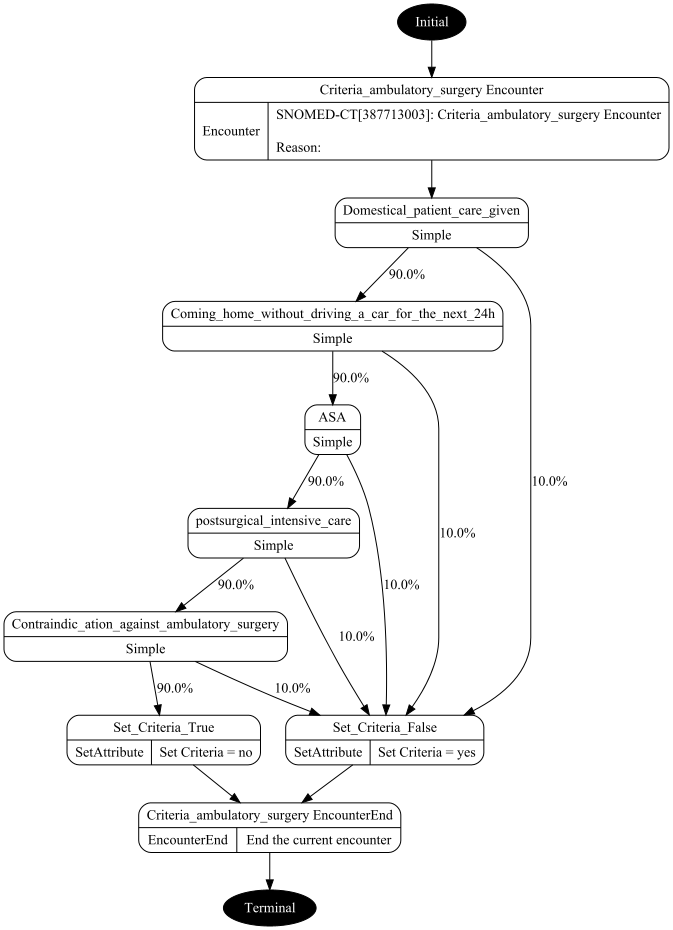 Initial
Criteria_ambulatory_surgery Encounter
Encounter
SNOMED-CT[387713003]: Criteria_ambulatory_surgery Encounter
Reason:
Domestical_patient_care_given
Simple
90.0%
Coming_home_without_driving_a_car_for_the_next_24h
Simple
90.0%
ASA
Simple
90.0%
10.0%
postsurgical_intensive_care
Simple
10.0%
90.0%
10.0%
Contraindic_ation_against_ambulatory_surgery
Simple
10.0%
90.0%
10.0%
Set_Criteria_True
SetAttribute
Set Criteria = no
Set_Criteria_False
SetAttribute
Set Criteria = yes
Criteria_ambulatory_surgery EncounterEnd
EncounterEnd
End the current encounter
Terminal